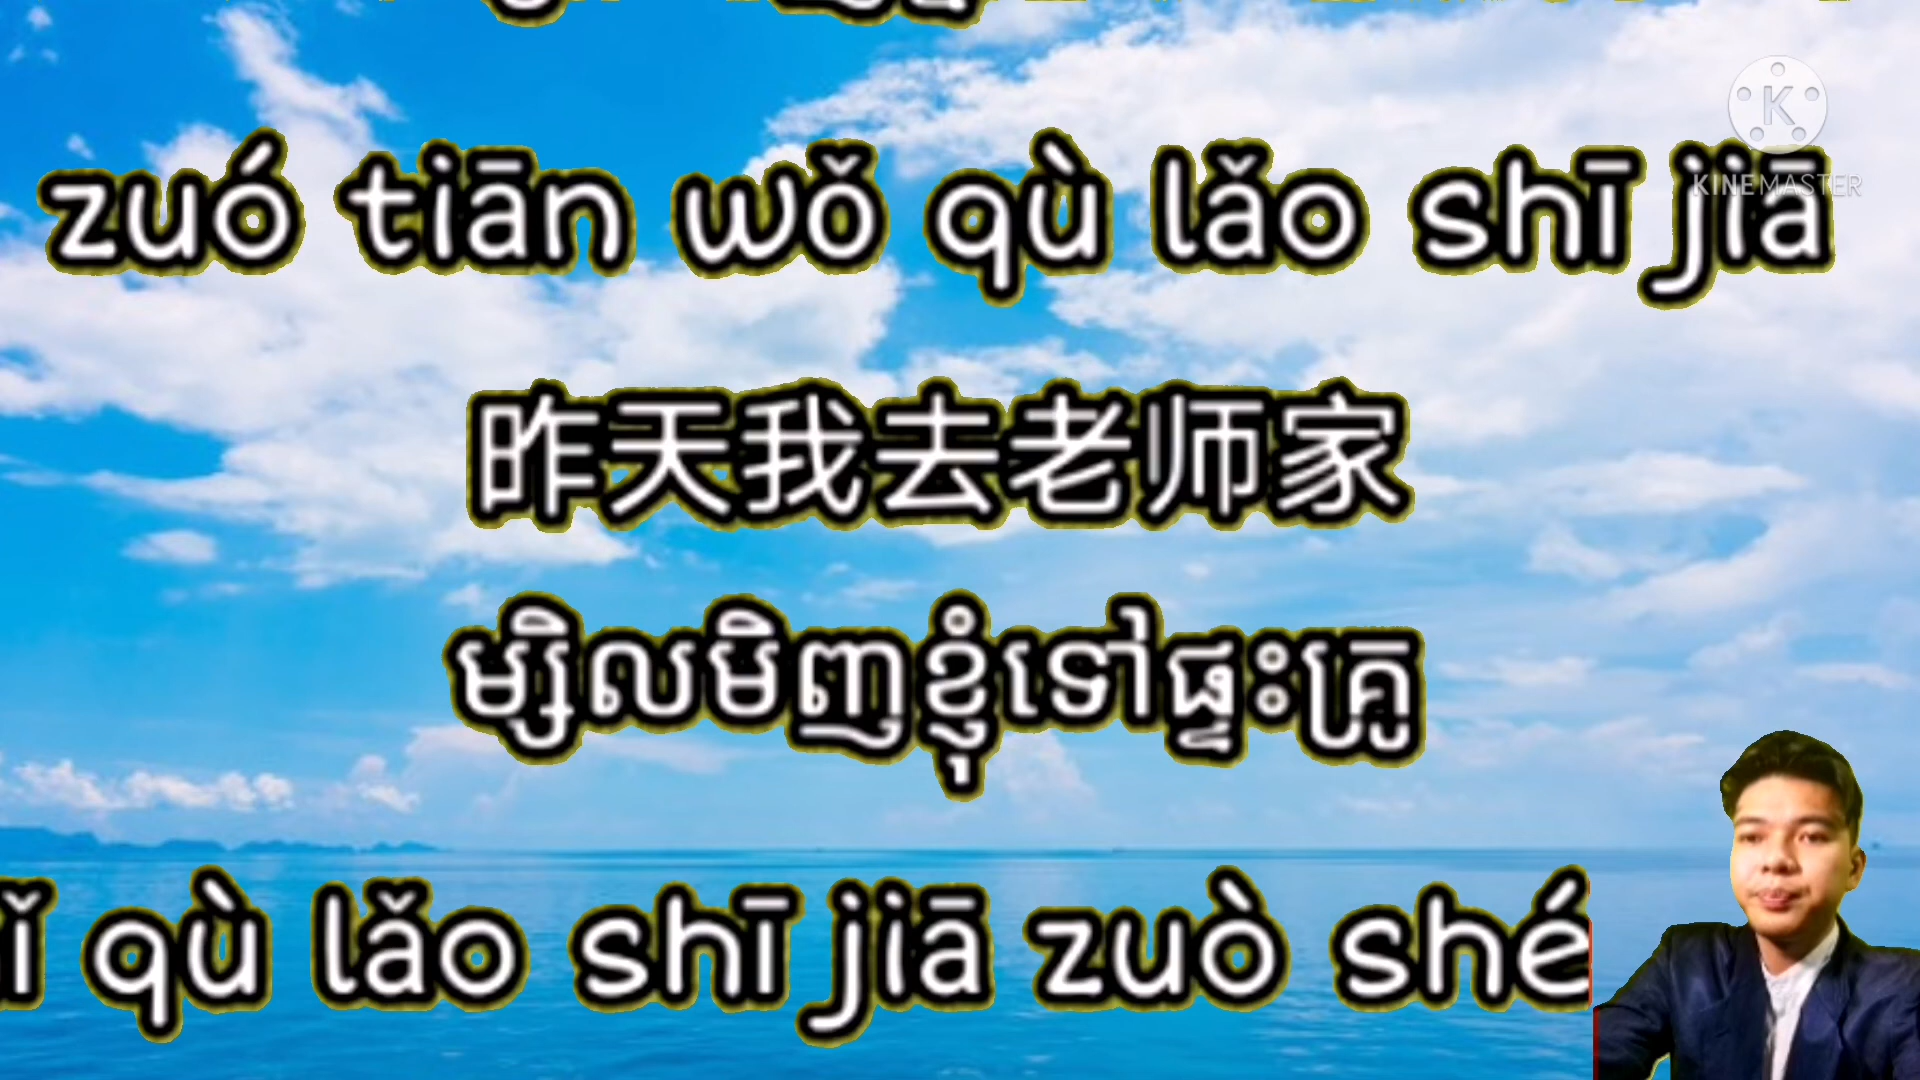 zuó tiān wǒ qù lǎo shī jiā
KINEMASTER
昨天我去老师家
ម្សិលមិញខ្ញុំទៅផ្ទះគ្រូ
qù lǎo shī jiā zuò